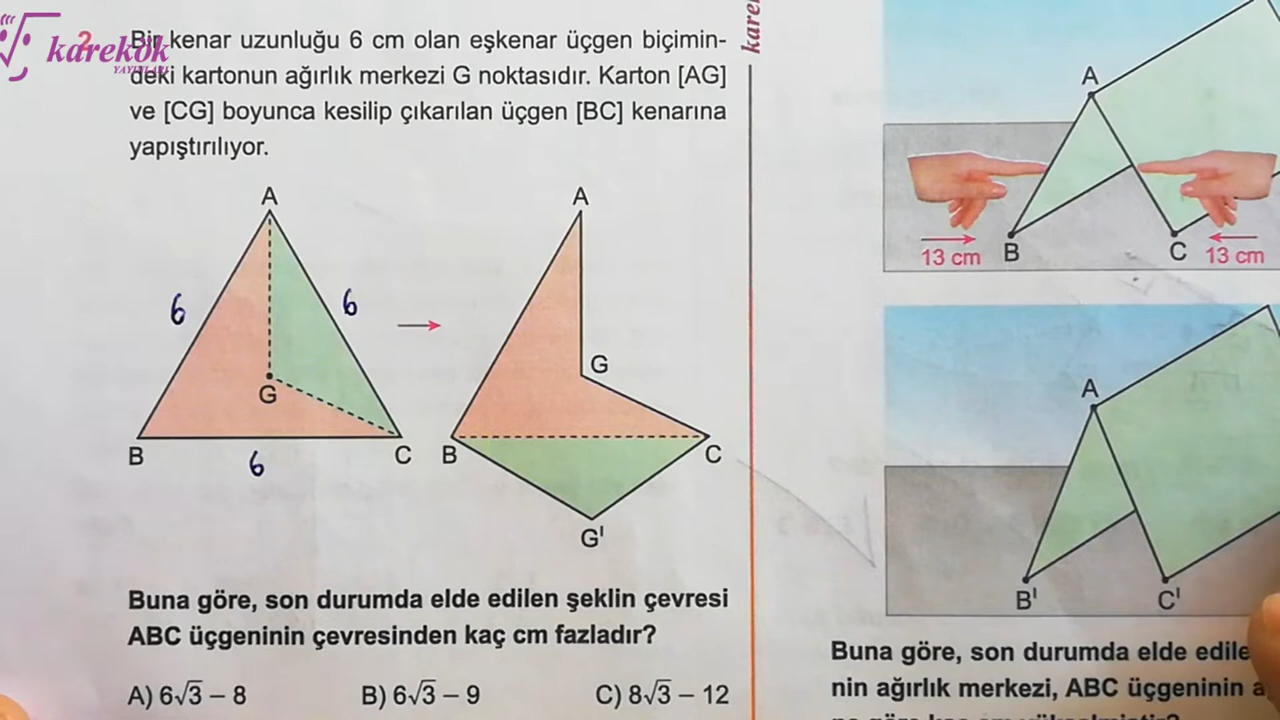 karekök
YAYINLARI
2. Bir kenar uzunluğu 6 cm olan eşkenar üçgen biçimin-
deki kartonun ağırlık merkezi G noktasıdır. Karton [AG]
ve [CG] boyunca kesilip çıkarılan üçgen [BC] kenarına
yapıştırılıyor.
A
6
6
G
B
6
C
A
G
B
C
G'
Buna göre, son durumda elde edilen şeklin çevresi
ABC üçgeninin çevresinden kaç cm fazladır?
A) 6√3 – 8
B) 6√3 – 9
C) 8√3 – 12
A
B
C
13 cm
13 cm
A
B'
C'
Buna göre, son durumda elde edile
nin ağırlık merkezi, ABC üçgeninin a